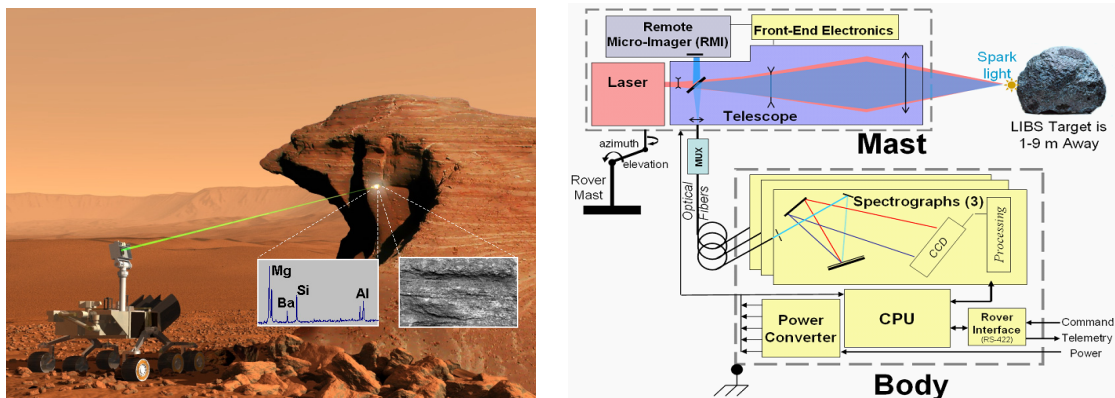 Mg
Ba
Si
Al
Remote
Micro-Imager (RMI)
Front-End Electronics
Laser
Telescope
Spark
light
LIBS Target is
1-9 m Away
Mast
azimuth
elevation
Rover
Mast
MUX
Optical
Fibers
Spectrographs (3)
CCD
Processing
Power
Converter
CPU
Rover
Interface
(RS-422)
Command
Telemetry
Power
Body